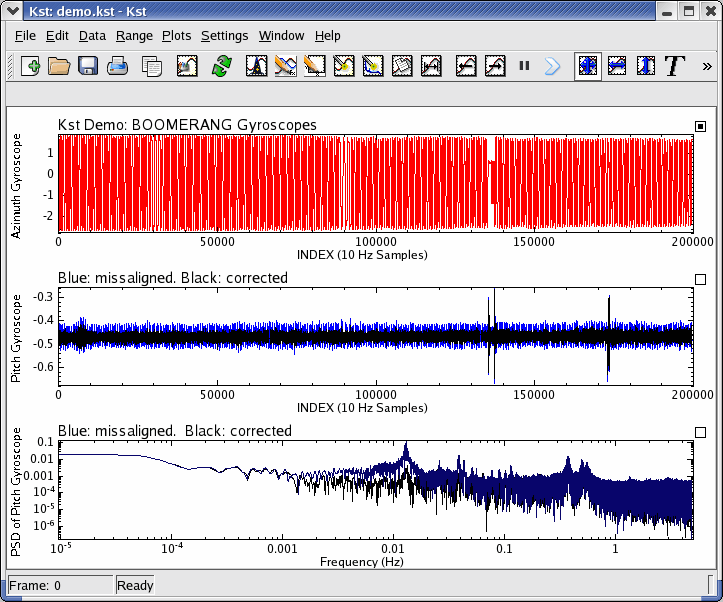 Kst: demo.kst - Kst
File Edit Data Range Plots Settings Window Help
T »
Kst Demo: BOOMERANG Gyroscopes
Azimuth Gyroscope
1
0
-1
-2
0 50000 100000 150000 200000
INDEX (10 Hz Samples)
Blue: missaligned. Black: corrected
Pitch Gyroscope
-0.3
-0.4
-0.5
-0.6
0 50000 100000 150000 200000
INDEX (10 Hz Samples)
Blue: missaligned. Black: corrected
PSD of Pitch Gyroscope
0.1
0.01
0.001
10⁻⁴
10⁻⁵
10⁻⁶
10⁻⁵ 10⁻⁴ 0.001 0.01 0.1 1
Frequency (Hz)
Frame: 0 Ready